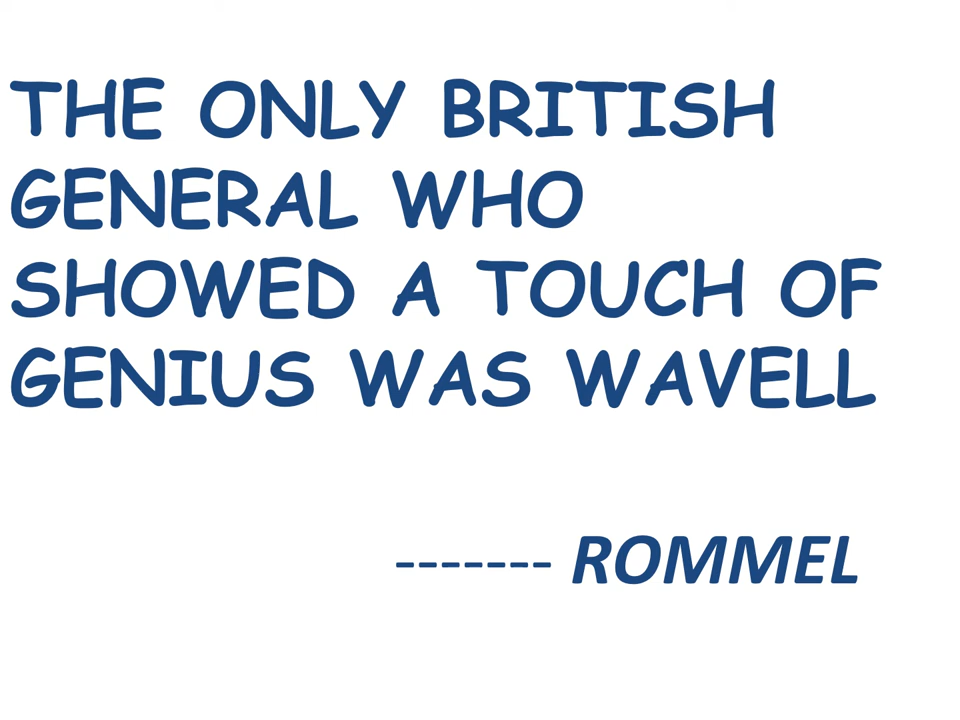 THE ONLY BRITISH
GENERAL WHO
SHOWED A TOUCH OF
GENIUS WAS WAVELL
------- ROMMEL